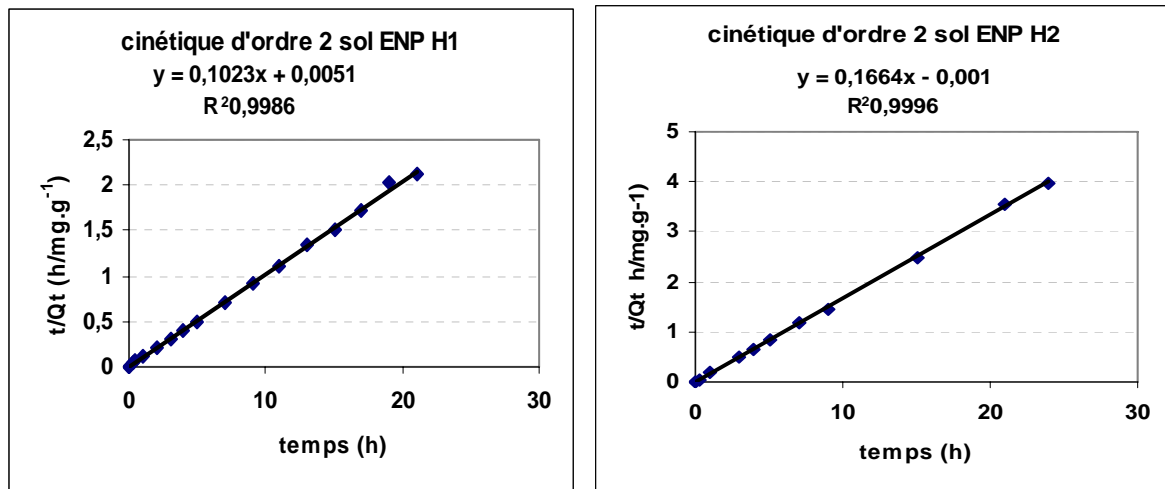 cinétique d'ordre 2 sol ENP H1
y = 0,1023x + 0,0051
R²0,9986
t/Qt (h/mg.g⁻¹)
2,5
2
1,5
1
0,5
0
0 10 20 30
temps (h)
cinétique d'ordre 2 sol ENP H2
y = 0,1664x - 0,001
R²0,9996
t/Qt h/mg.g-1)
5
4
3
2
1
0
0 10 20 30
temps (h)